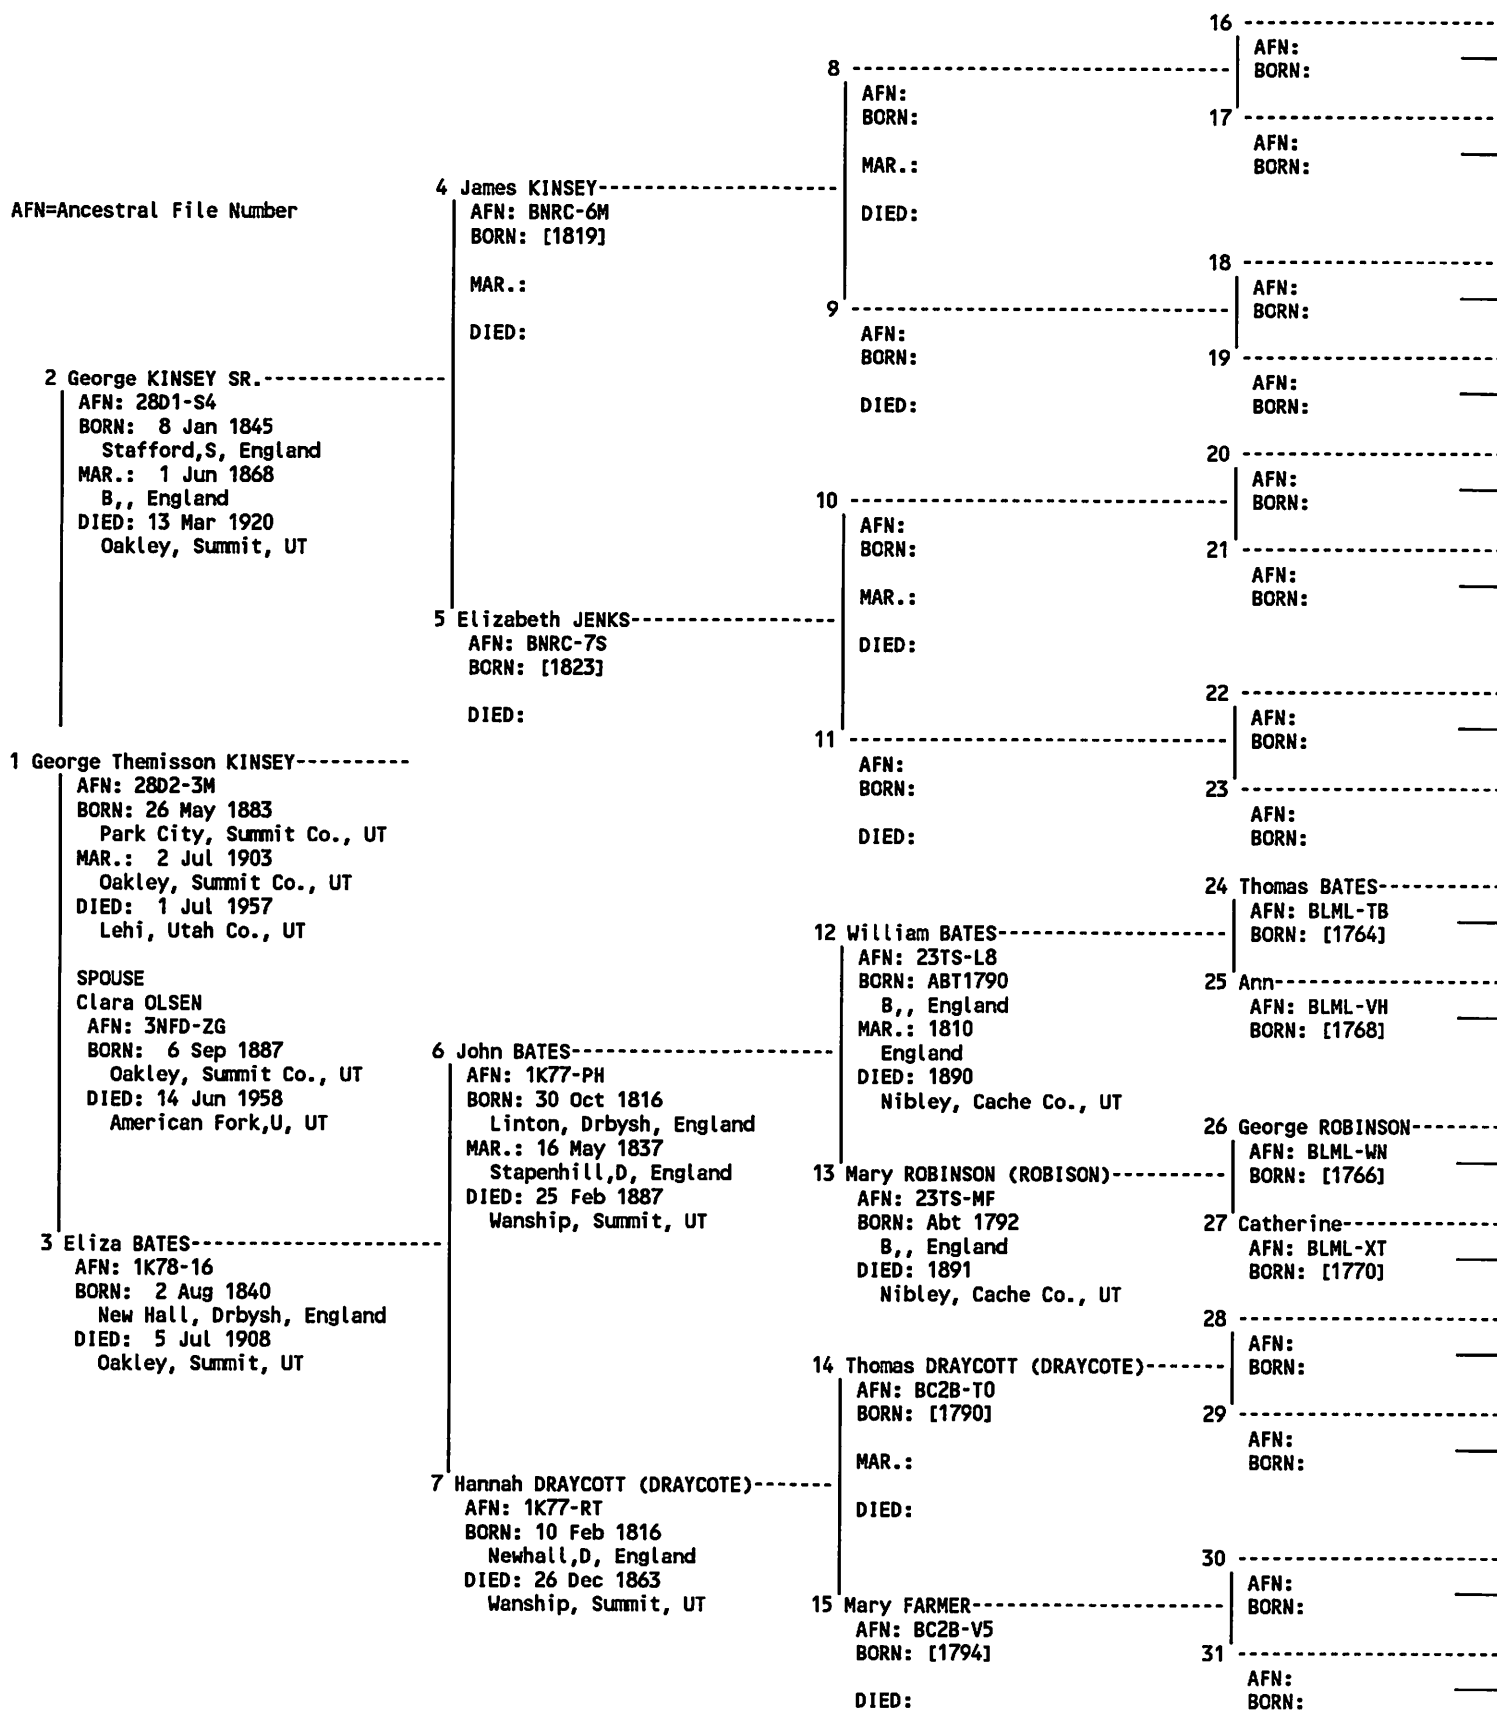 AFN=Ancestral File Number
1 George Themisson KINSEY----------
AFN: 28D2-3M
BORN: 26 May 1883
Park City, Summit Co., UT
MAR.: 2 Jul 1903
Oakley, Summit Co., UT
DIED: 1 Jul 1957
Lehi, Utah Co., UT
SPOUSE
Clara OLSEN
AFN: 3NFD-ZG
BORN: 6 Sep 1887
Oakley, Summit Co., UT
DIED: 14 Jun 1958
American Fork,U, UT
2 George KINSEY SR.----------------
AFN: 28D1-S4
BORN: 8 Jan 1845
Stafford,S, England
MAR.: 1 Jun 1868
B,, England
DIED: 13 Mar 1920
Oakley, Summit, UT
3 Eliza BATES--------------------
AFN: 1K78-16
BORN: 2 Aug 1840
New Hall, Drbysh, England
DIED: 5 Jul 1908
Oakley, Summit, UT
4 James KINSEY---------------------
AFN: BNRC-6M
BORN: [1819]
MAR.:
DIED:
5 Elizabeth JENKS------------------
AFN: BNRC-7S
BORN: [1823]
DIED:
6 John BATES-----------------------
AFN: 1K77-PH
BORN: 30 Oct 1816
Linton, Drbysh, England
MAR.: 16 May 1837
Stapenhill,D, England
DIED: 25 Feb 1887
Wanship, Summit, UT
7 Hannah DRAYCOTT (DRAYCOTE)-------
AFN: 1K77-RT
BORN: 10 Feb 1816
Newhall,D, England
DIED: 26 Dec 1863
Wanship, Summit, UT
8 ---------------------------------
AFN:
BORN:
MAR.:
DIED:
9 ---------------------------------
AFN:
BORN:
DIED:
10 ---------------------------------
AFN:
BORN:
MAR.:
DIED:
11 ---------------------------------
AFN:
BORN:
DIED:
12 William BATES--------------------
AFN: 23TS-L8
BORN: ABT1790
B,, England
MAR.: 1810
England
DIED: 1890
Nibley, Cache Co., UT
13 Mary ROBINSON (ROBISON)----------
AFN: 23TS-MF
BORN: Abt 1792
B,, England
DIED: 1891
Nibley, Cache Co., UT
14 Thomas DRAYCOTT (DRAYCOTE)-------
AFN: BC2B-T0
BORN: [1790]
MAR.:
DIED:
15 Mary FARMER----------------------
AFN: BC2B-V5
BORN: [1794]
DIED:
16 ----------------------
AFN:
BORN:
17 ----------------------
AFN:
BORN:
18 ----------------------
AFN:
BORN:
19 ----------------------
AFN:
BORN:
20 ----------------------
AFN:
BORN:
21 ----------------------
AFN:
BORN:
22 ----------------------
AFN:
BORN:
23 ----------------------
AFN:
BORN:
24 Thomas BATES----------
AFN: BLML-TB
BORN: [1764]
25 Ann-------------------
AFN: BLML-VH
BORN: [1768]
26 George ROBINSON-------
AFN: BLML-WN
BORN: [1766]
27 Catherine-------------
AFN: BLML-XT
BORN: [1770]
28 ----------------------
AFN:
BORN:
29 ----------------------
AFN:
BORN:
30 ----------------------
AFN:
BORN:
31 ----------------------
AFN:
BORN: